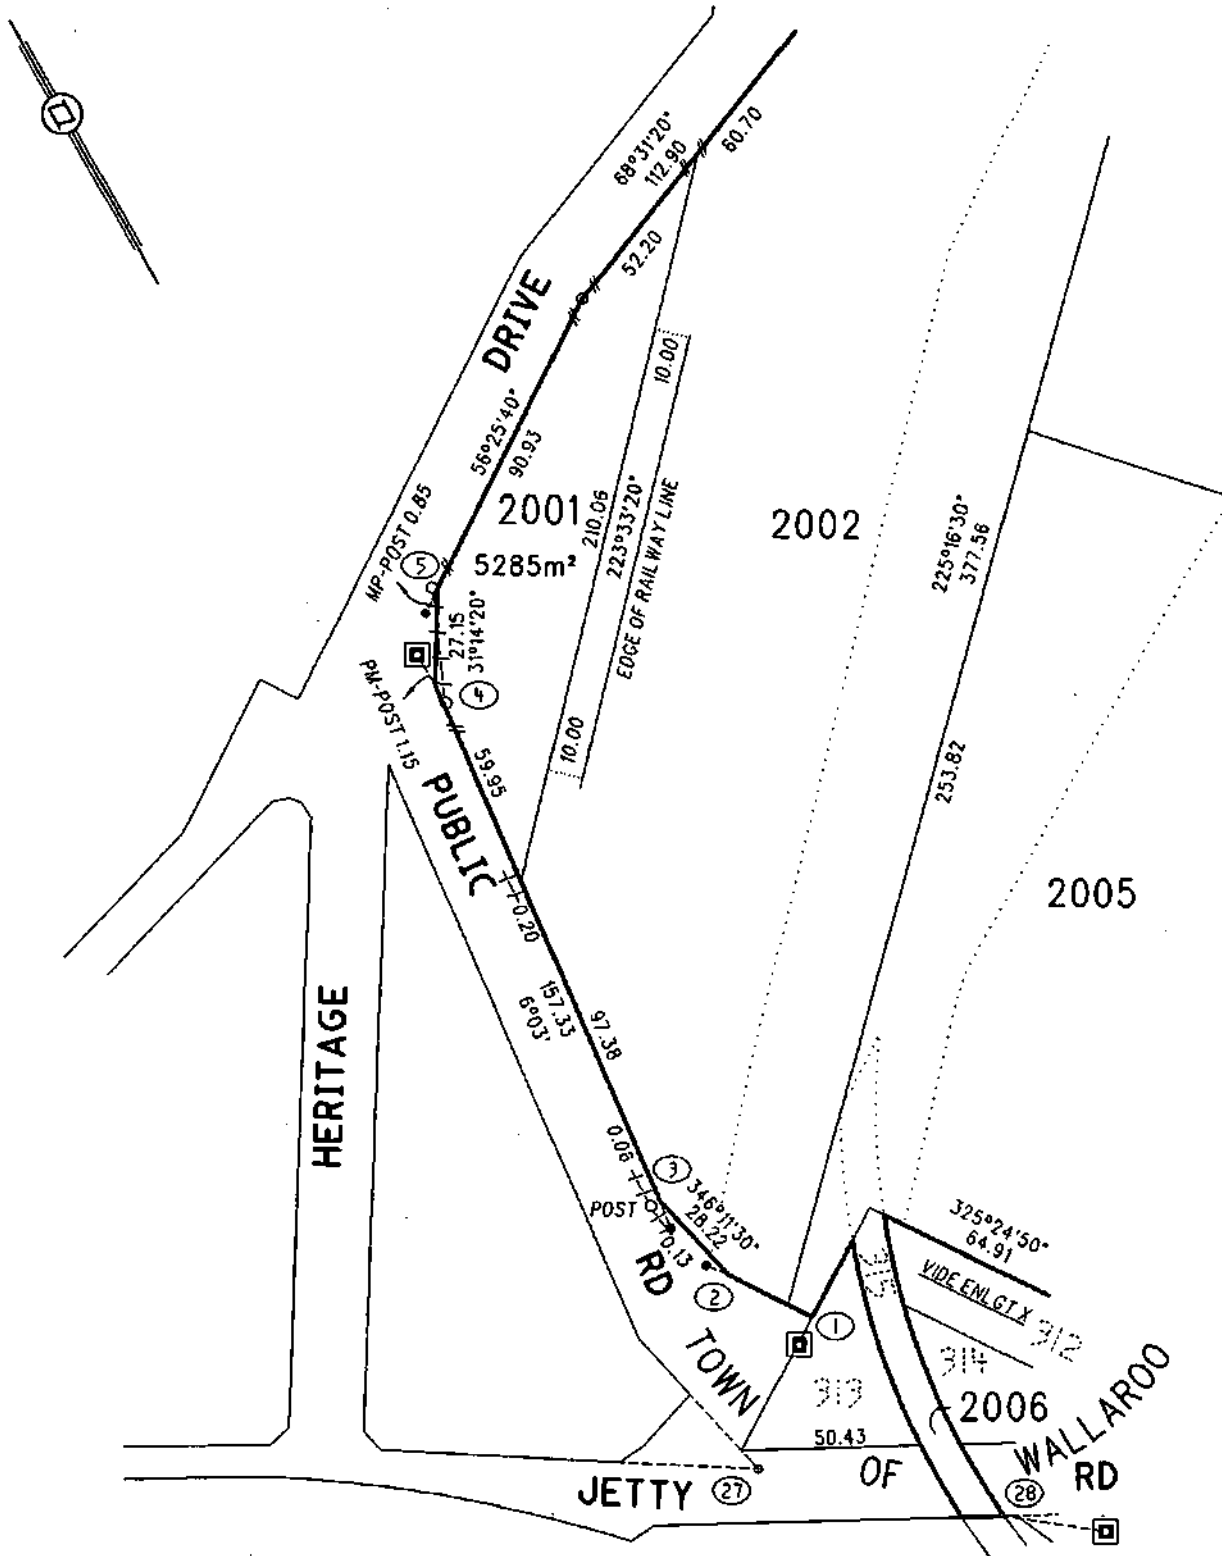 60.70
68°31'20"
112.90
52.20
DRIVE
10.00
56°25'40"
90.93
2001
5285m²
210.06
223°33'20"
EDGE OF RAILWAY LINE
2002
225°16'30"
377.56
MP-POST 0.85
5
27.15
31°14'20"
4
PM-POST 1.15
10.00
59.95
253.82
PUBLIC
2005
0.20
157.33
6°03'
97.38
HERITAGE
0.06
3
346°11'30"
28.22
POST
0.13
RD
2
325°24'50"
64.91
315
VIDE ENLGT X
312
1
TOWN
313
314
2006
50.43
WALLAROO
OF
JETTY
27
28
RD